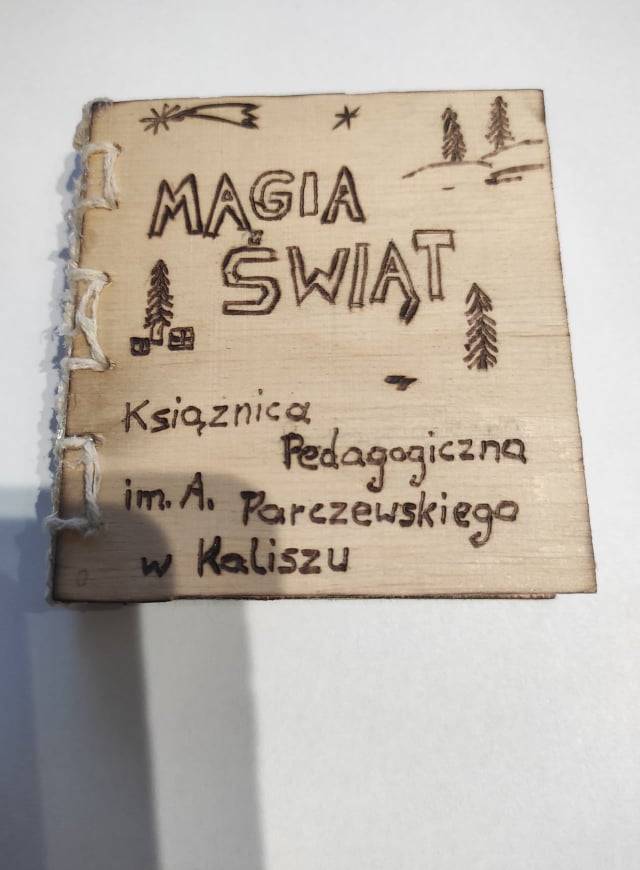 MAGIA
ŚWIĄT
Książnica
Pedagogiczna
im. A. Parczewskiego
w Kaliszu